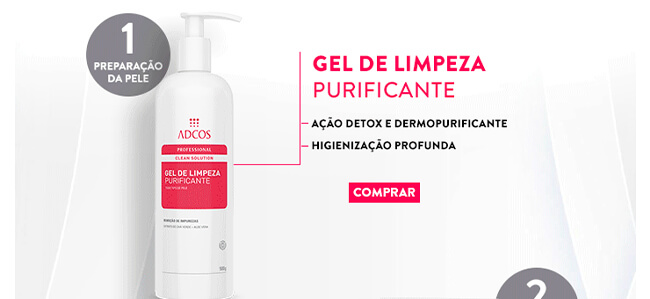 1
PREPARAÇÃO
DA PELE
GEL DE LIMPEZA
PURIFICANTE
AÇÃO DETOX E DERMOPURIFICANTE
HIGIENIZAÇÃO PROFUNDA
COMPRAR
ADCOS
PROFESSIONAL
CLEAN SOLUTION
GEL DE LIMPEZA
PURIFICANTE
2